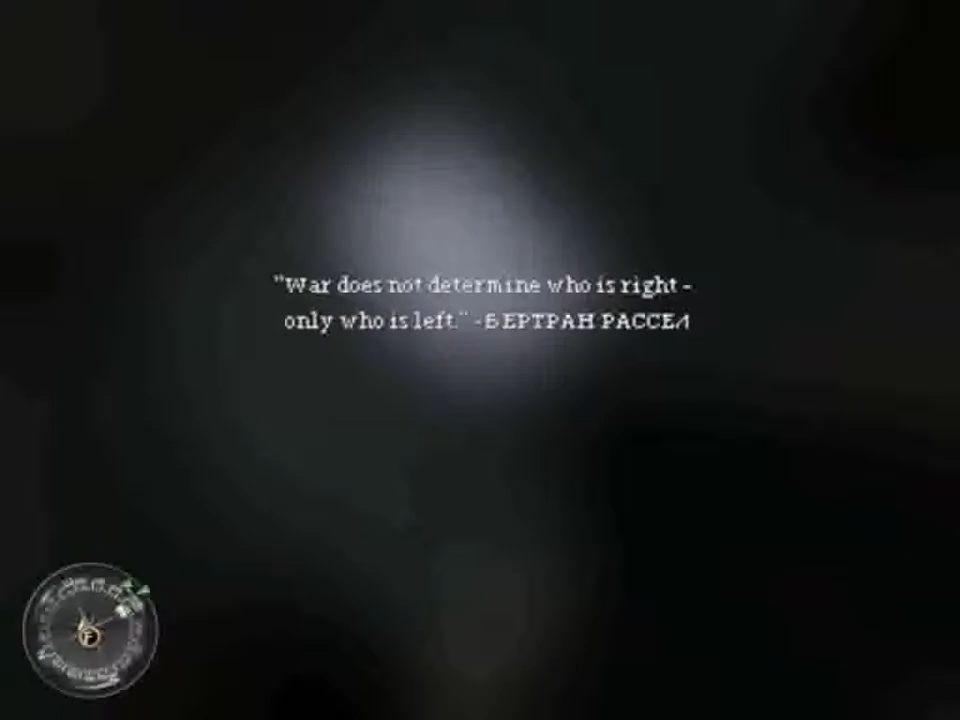 "War does not determine who is right -
only who is left." - БЕРТРАН РАССЕЛ
F